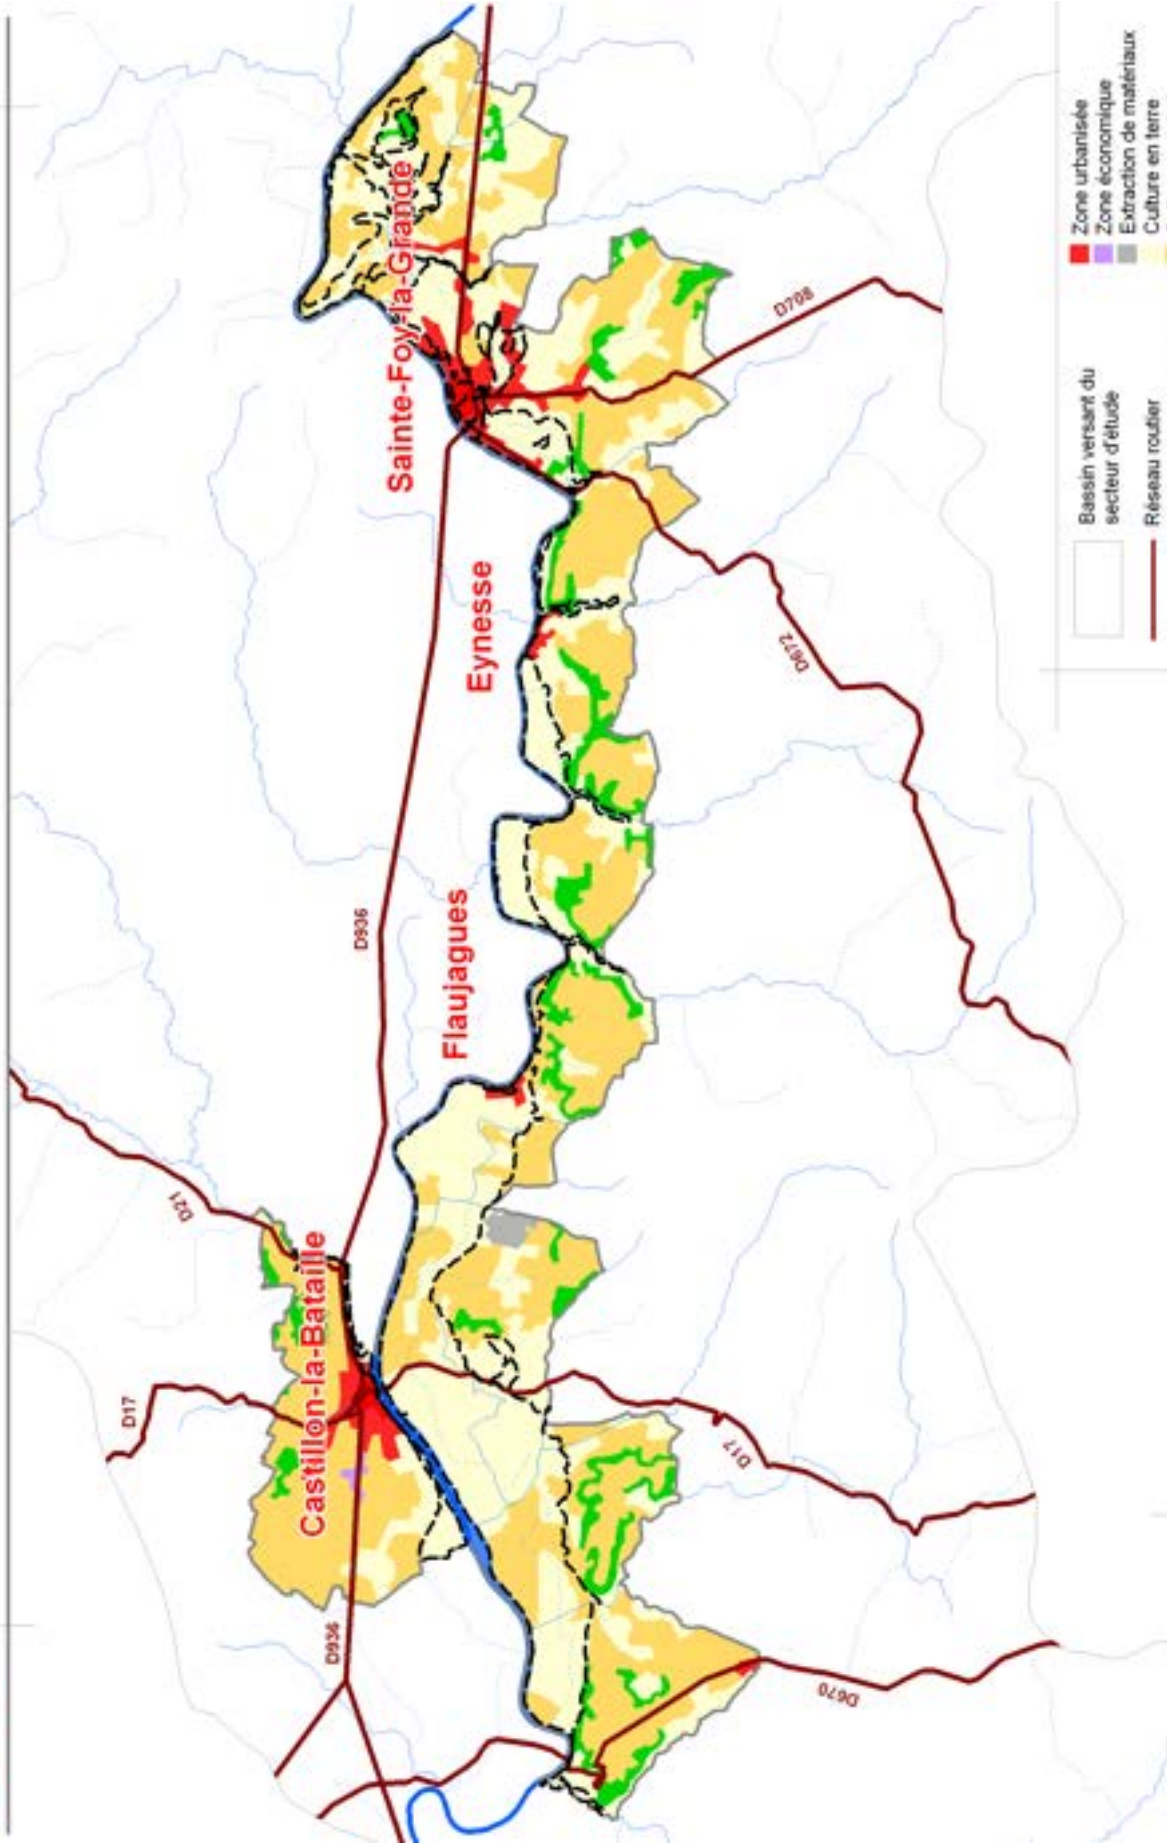 Sainte-Foy-la-Grande
Eynesse
Flaujagues
Castillon-la-Bataille
D936
D936
D21
D17
D17
D708
D672
D670
Bassin versant du
secteur d'étude
Réseau routier
Zone urbanisée
Zone économique
Extraction de matériaux
Culture en terre